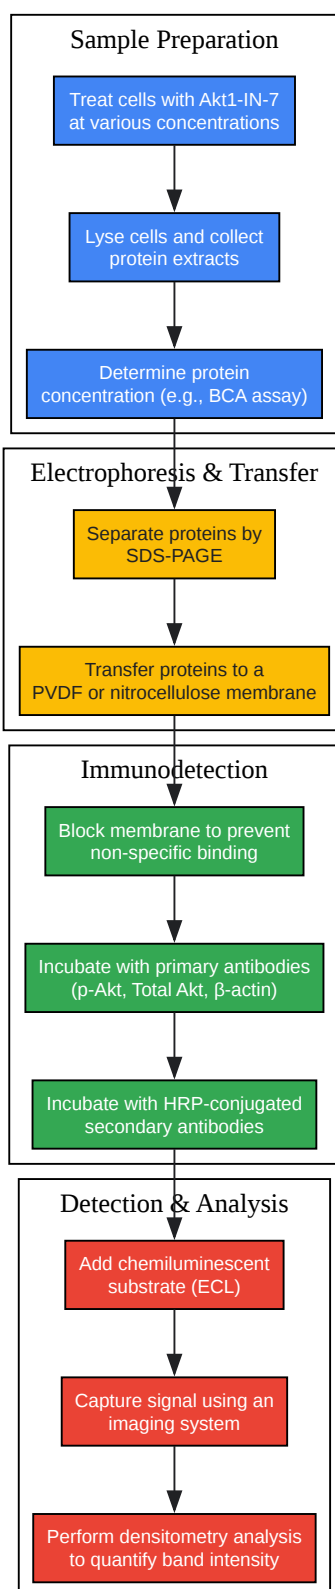 Sample Preparation
Treat cells with Akt1-IN-7
at various concentrations
Lyse cells and collect
protein extracts
Determine protein
concentration (e.g., BCA assay)
Electrophoresis & Transfer
Separate proteins by
SDS-PAGE
Transfer proteins to a
PVDF or nitrocellulose membrane
Immunodetection
Block membrane to prevent
non-specific binding
Incubate with primary antibodies
(p-Akt, Total Akt, β-actin)
Incubate with HRP-conjugated
secondary antibodies
Detection & Analysis
Add chemiluminescent
substrate (ECL)
Capture signal using an
imaging system
Perform densitometry analysis
to quantify band intensity